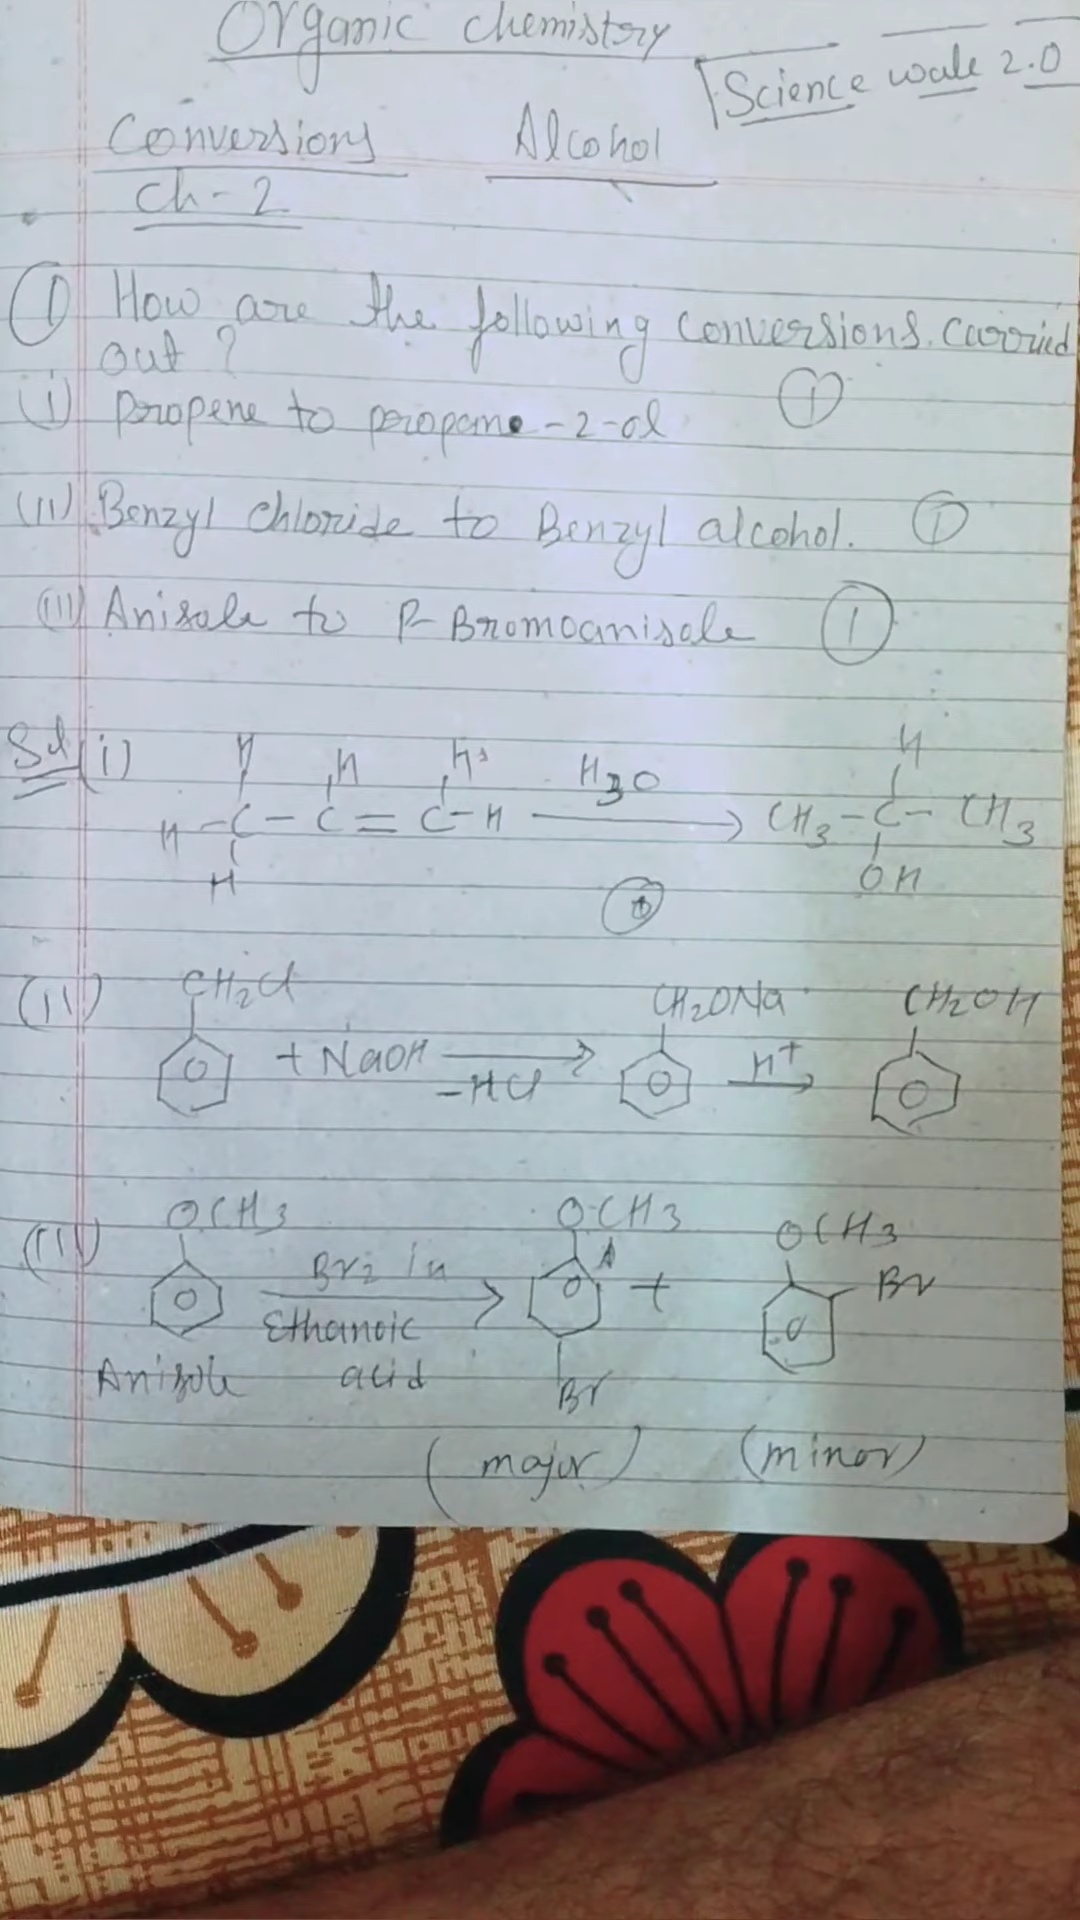 Organic chemistry
Science wale 2.0
Conversions Alcohol
Ch-2
① How are the following conversions. carried
out ?
(i) propene to propane-2-ol ①
(ii) Benzyl chloride to Benzyl alcohol. ①
(iii) Anisole to P-Bromoanisole ①
Sol (i)
H H H H
H-C-C=C-H H3O CH3-C-CH3
H OH
(ii) CH2Cl CH2ONa CH2OH
+ NaOH -HCl H+
(iii) OCH3 O-CH3 OCH3
Br2 in + Br
Ethanoic
Anisole acid Br
(major) (minor)